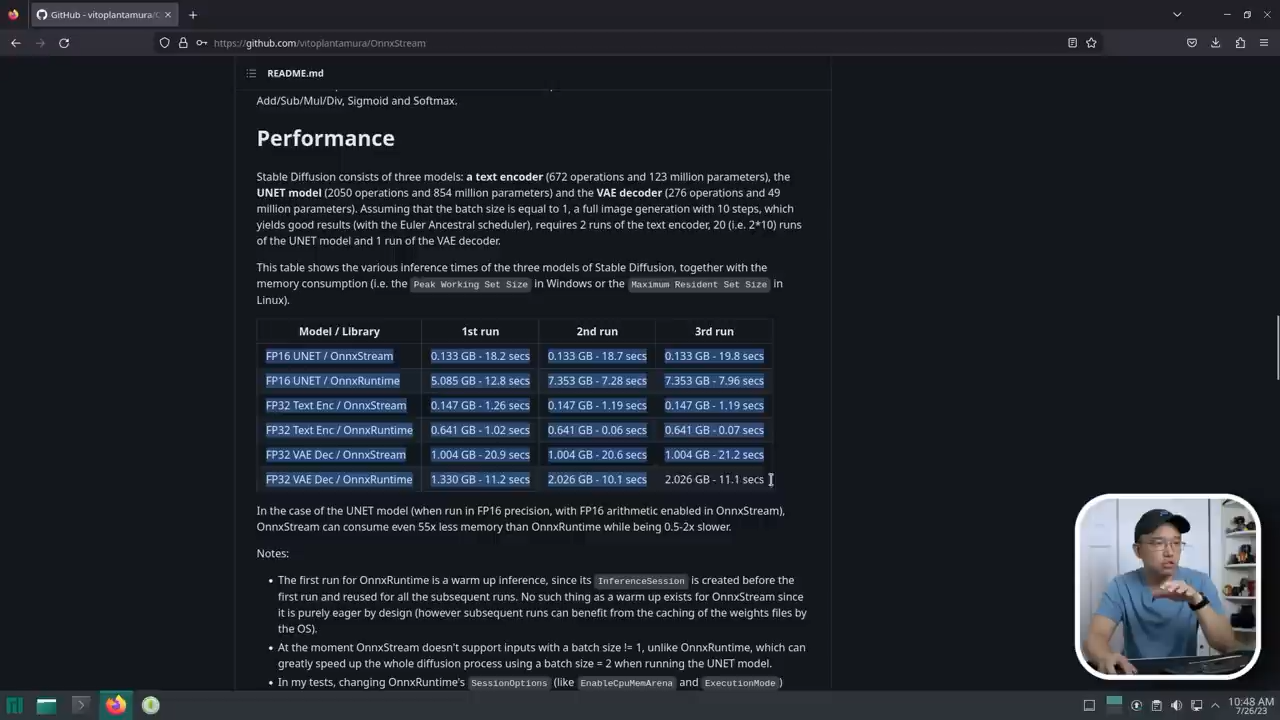 GitHub - vitoplantamura/
https://github.com/vitoplantamura/OnnxStream
README.md
Add/Sub/Mul/Div, Sigmoid and Softmax.
Performance
Stable Diffusion consists of three models: a text encoder (672 operations and 123 million parameters), the
UNET model (2050 operations and 854 million parameters) and the VAE decoder (276 operations and 49
million parameters). Assuming that the batch size is equal to 1, a full image generation with 10 steps, which
yields good results (with the Euler Ancestral scheduler), requires 2 runs of the text encoder, 20 (i.e. 2*10) runs
of the UNET model and 1 run of the VAE decoder.
This table shows the various inference times of the three models of Stable Diffusion, together with the
memory consumption (i.e. the Peak Working Set Size in Windows or the Maximum Resident Set Size in
Linux).
Model / Library 1st run 2nd run 3rd run
FP16 UNET / OnnxStream 0.133 GB - 18.2 secs 0.133 GB - 18.7 secs 0.133 GB - 19.8 secs
FP16 UNET / OnnxRuntime 5.085 GB - 12.8 secs 7.353 GB - 7.28 secs 7.353 GB - 7.96 secs
FP32 Text Enc / OnnxStream 0.147 GB - 1.26 secs 0.147 GB - 1.19 secs 0.147 GB - 1.19 secs
FP32 Text Enc / OnnxRuntime 0.641 GB - 1.02 secs 0.641 GB - 0.06 secs 0.641 GB - 0.07 secs
FP32 VAE Dec / OnnxStream 1.004 GB - 20.9 secs 1.004 GB - 20.6 secs 1.004 GB - 21.2 secs
FP32 VAE Dec / OnnxRuntime 1.330 GB - 11.2 secs 2.026 GB - 10.1 secs 2.026 GB - 11.1 secs
In the case of the UNET model (when run in FP16 precision, with FP16 arithmetic enabled in OnnxStream),
OnnxStream can consume even 55x less memory than OnnxRuntime while being 0.5-2x slower.
Notes:
• The first run for OnnxRuntime is a warm up inference, since its InferenceSession is created before the
first run and reused for all the subsequent runs. No such thing as a warm up exists for OnnxStream since
it is purely eager by design (however subsequent runs can benefit from the caching of the weights files by
the OS).
• At the moment OnnxStream doesn't support inputs with a batch size != 1, unlike OnnxRuntime, which can
greatly speed up the whole diffusion process using a batch size = 2 when running the UNET model.
• In my tests, changing OnnxRuntime's SessionOptions (like EnableCpuMemArena and ExecutionMode)
10:48 AM
7/26/23